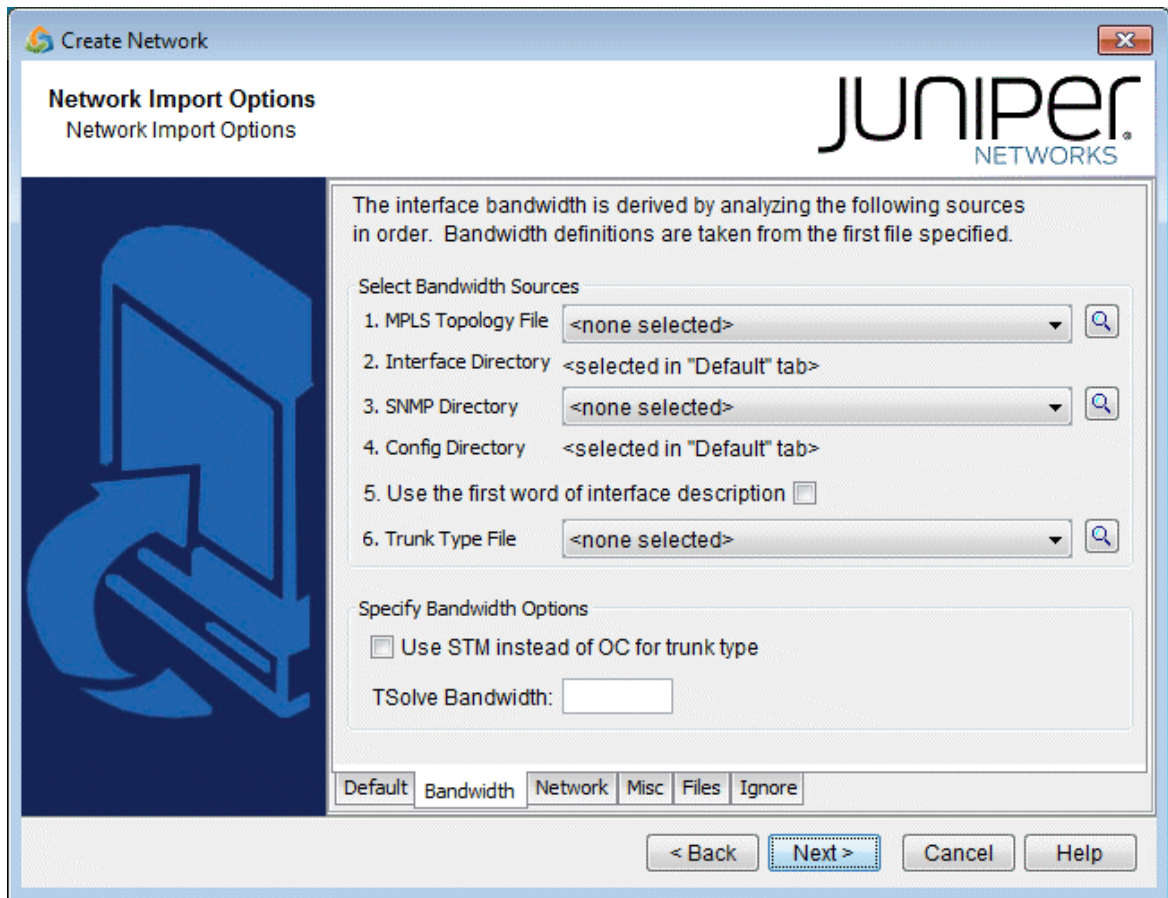 Create Network
Network Import Options
Network Import Options
JUNIPEr®
NETWORKS
The interface bandwidth is derived by analyzing the following sources
in order. Bandwidth definitions are taken from the first file specified.
Select Bandwidth Sources
1. MPLS Topology File <none selected>
2. Interface Directory <selected in "Default" tab>
3. SNMP Directory <none selected>
4. Config Directory <selected in "Default" tab>
5. Use the first word of interface description
6. Trunk Type File <none selected>
Specify Bandwidth Options
Use STM instead of OC for trunk type
TSolve Bandwidth:
Default Bandwidth Network Misc Files Ignore
< Back Next > Cancel Help